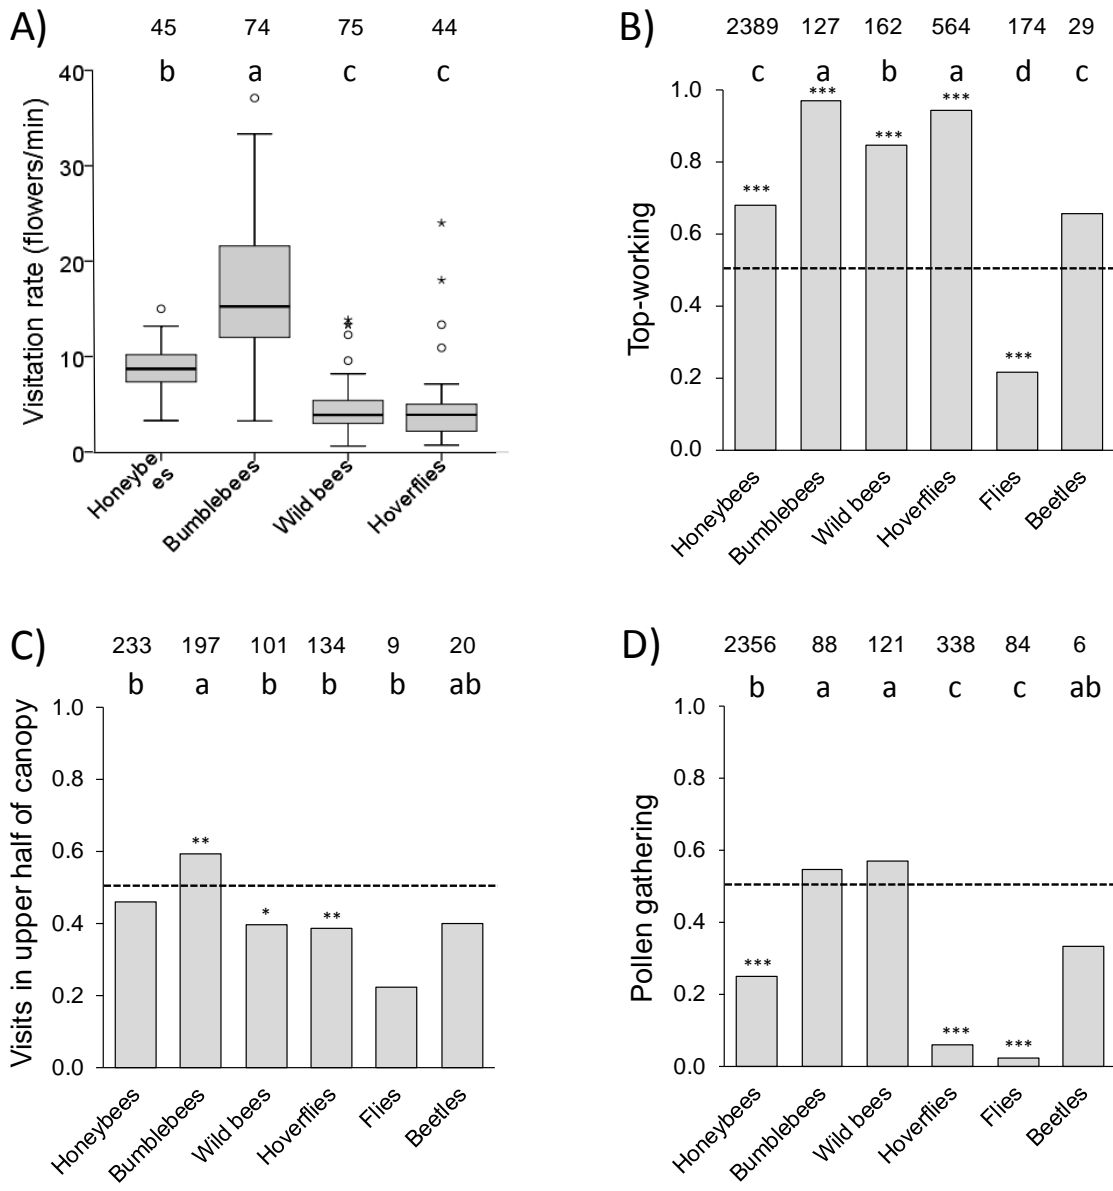 A)
45 74 75 44
b a c c
Visitation rate (flowers/min)
40
30
20
10
0
Honeybe
es
Bumblebees
Wild bees
Hoverflies
B)
2389 127 162 564 174 29
c a b a d c
Top-working
1.0
0.8
0.6
0.4
0.2
0.0
*** *** *** *** ***
Honeybees
Bumblebees
Wild bees
Hoverflies
Flies
Beetles
C)
233 197 101 134 9 20
b a b b b ab
Visits in upper half of canopy
1.0
0.8
0.6
0.4
0.2
0.0
** * **
Honeybees
Bumblebees
Wild bees
Hoverflies
Flies
Beetles
D)
2356 88 121 338 84 6
b a a c c ab
Pollen gathering
1.0
0.8
0.6
0.4
0.2
0.0
*** *** ***
Honeybees
Bumblebees
Wild bees
Hoverflies
Flies
Beetles